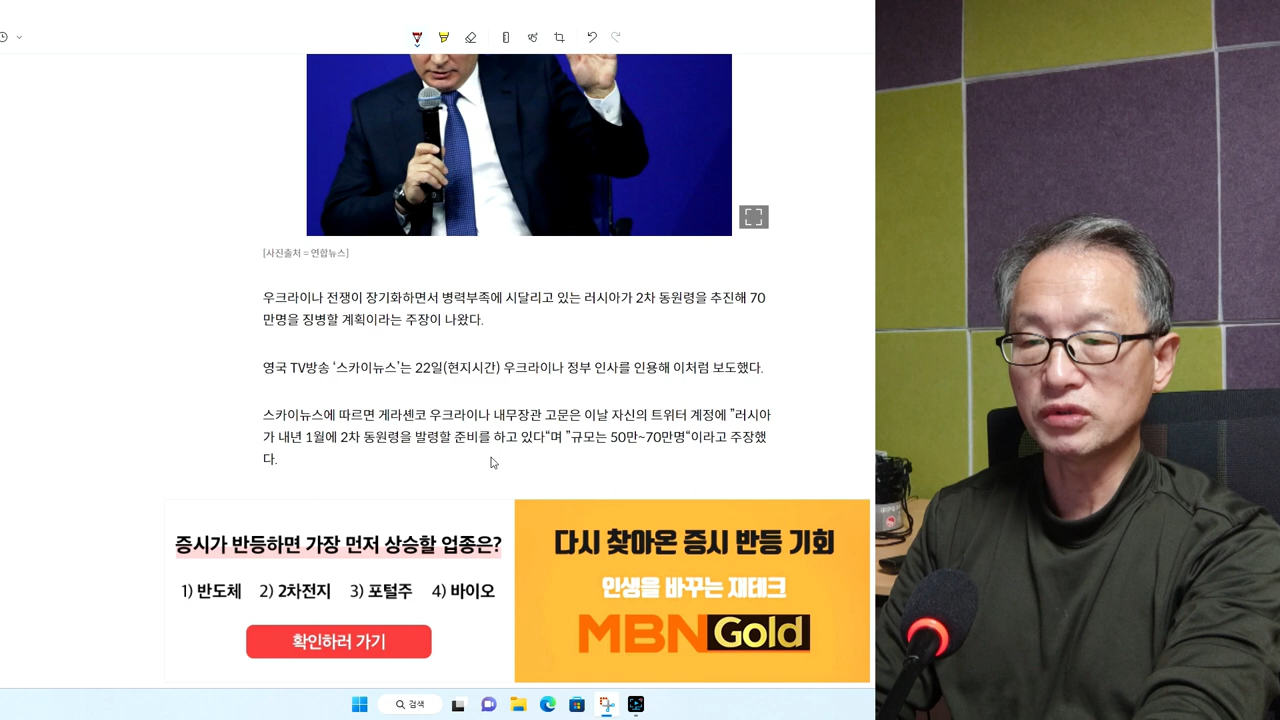 [사진출처 = 연합뉴스]
우크라이나 전쟁이 장기화하면서 병력부족에 시달리고 있는 러시아가 2차 동원령을 추진해 70
만명을 징병할 계획이라는 주장이 나왔다.
영국 TV방송 ‘스카이뉴스’는 22일(현지시간) 우크라이나 정부 인사를 인용해 이처럼 보도했다.
스카이뉴스에 따르면 게라셴코 우크라이나 내무장관 고문은 이날 자신의 트위터 계정에 ”러시아
가 내년 1월에 2차 동원령을 발령할 준비를 하고 있다“며 ”규모는 50만~70만명“이라고 주장했
다.
증시가 반등하면 가장 먼저 상승할 업종은?
1) 반도체 2) 2차전지 3) 포털주 4) 바이오
확인하러 가기
다시 찾아온 증시 반등 기회
인생을 바꾸는 재테크
MBN Gold
검색